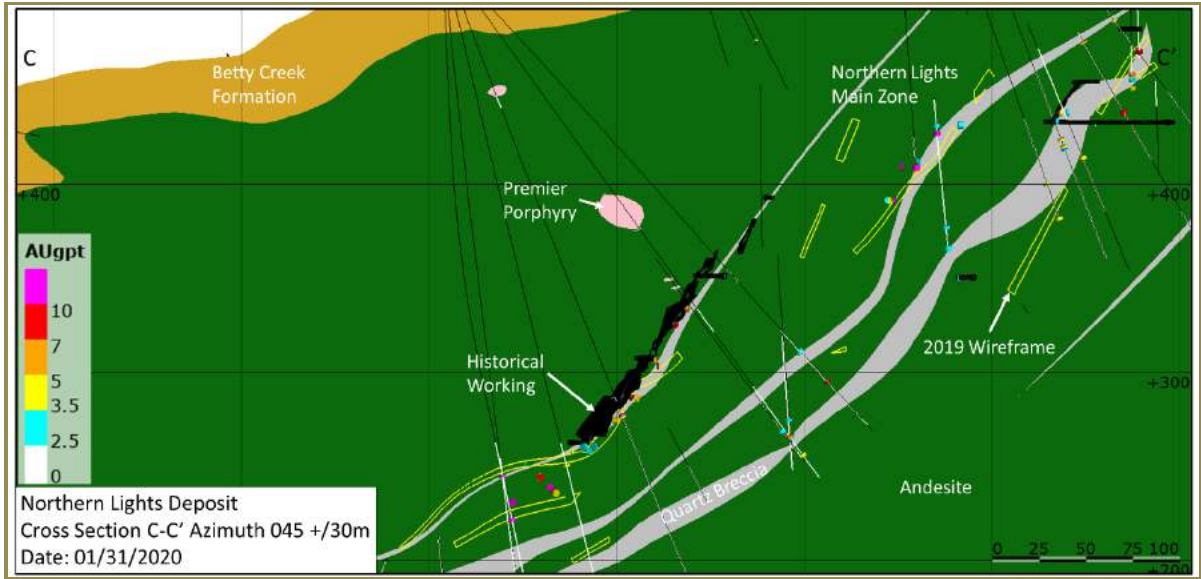 C
C'
Betty Creek
Formation
Northern Lights
Main Zone
+400
+400
Premier
Porphyry
AUgpt
10
7
5
3.5
2.5
0
Historical
Working
2019 Wireframe
+300
Quartz Breccia
Andesite
Northern Lights Deposit
Cross Section C-C' Azimuth 045 +/30m
Date: 01/31/2020
0 25 50 75 100
+200